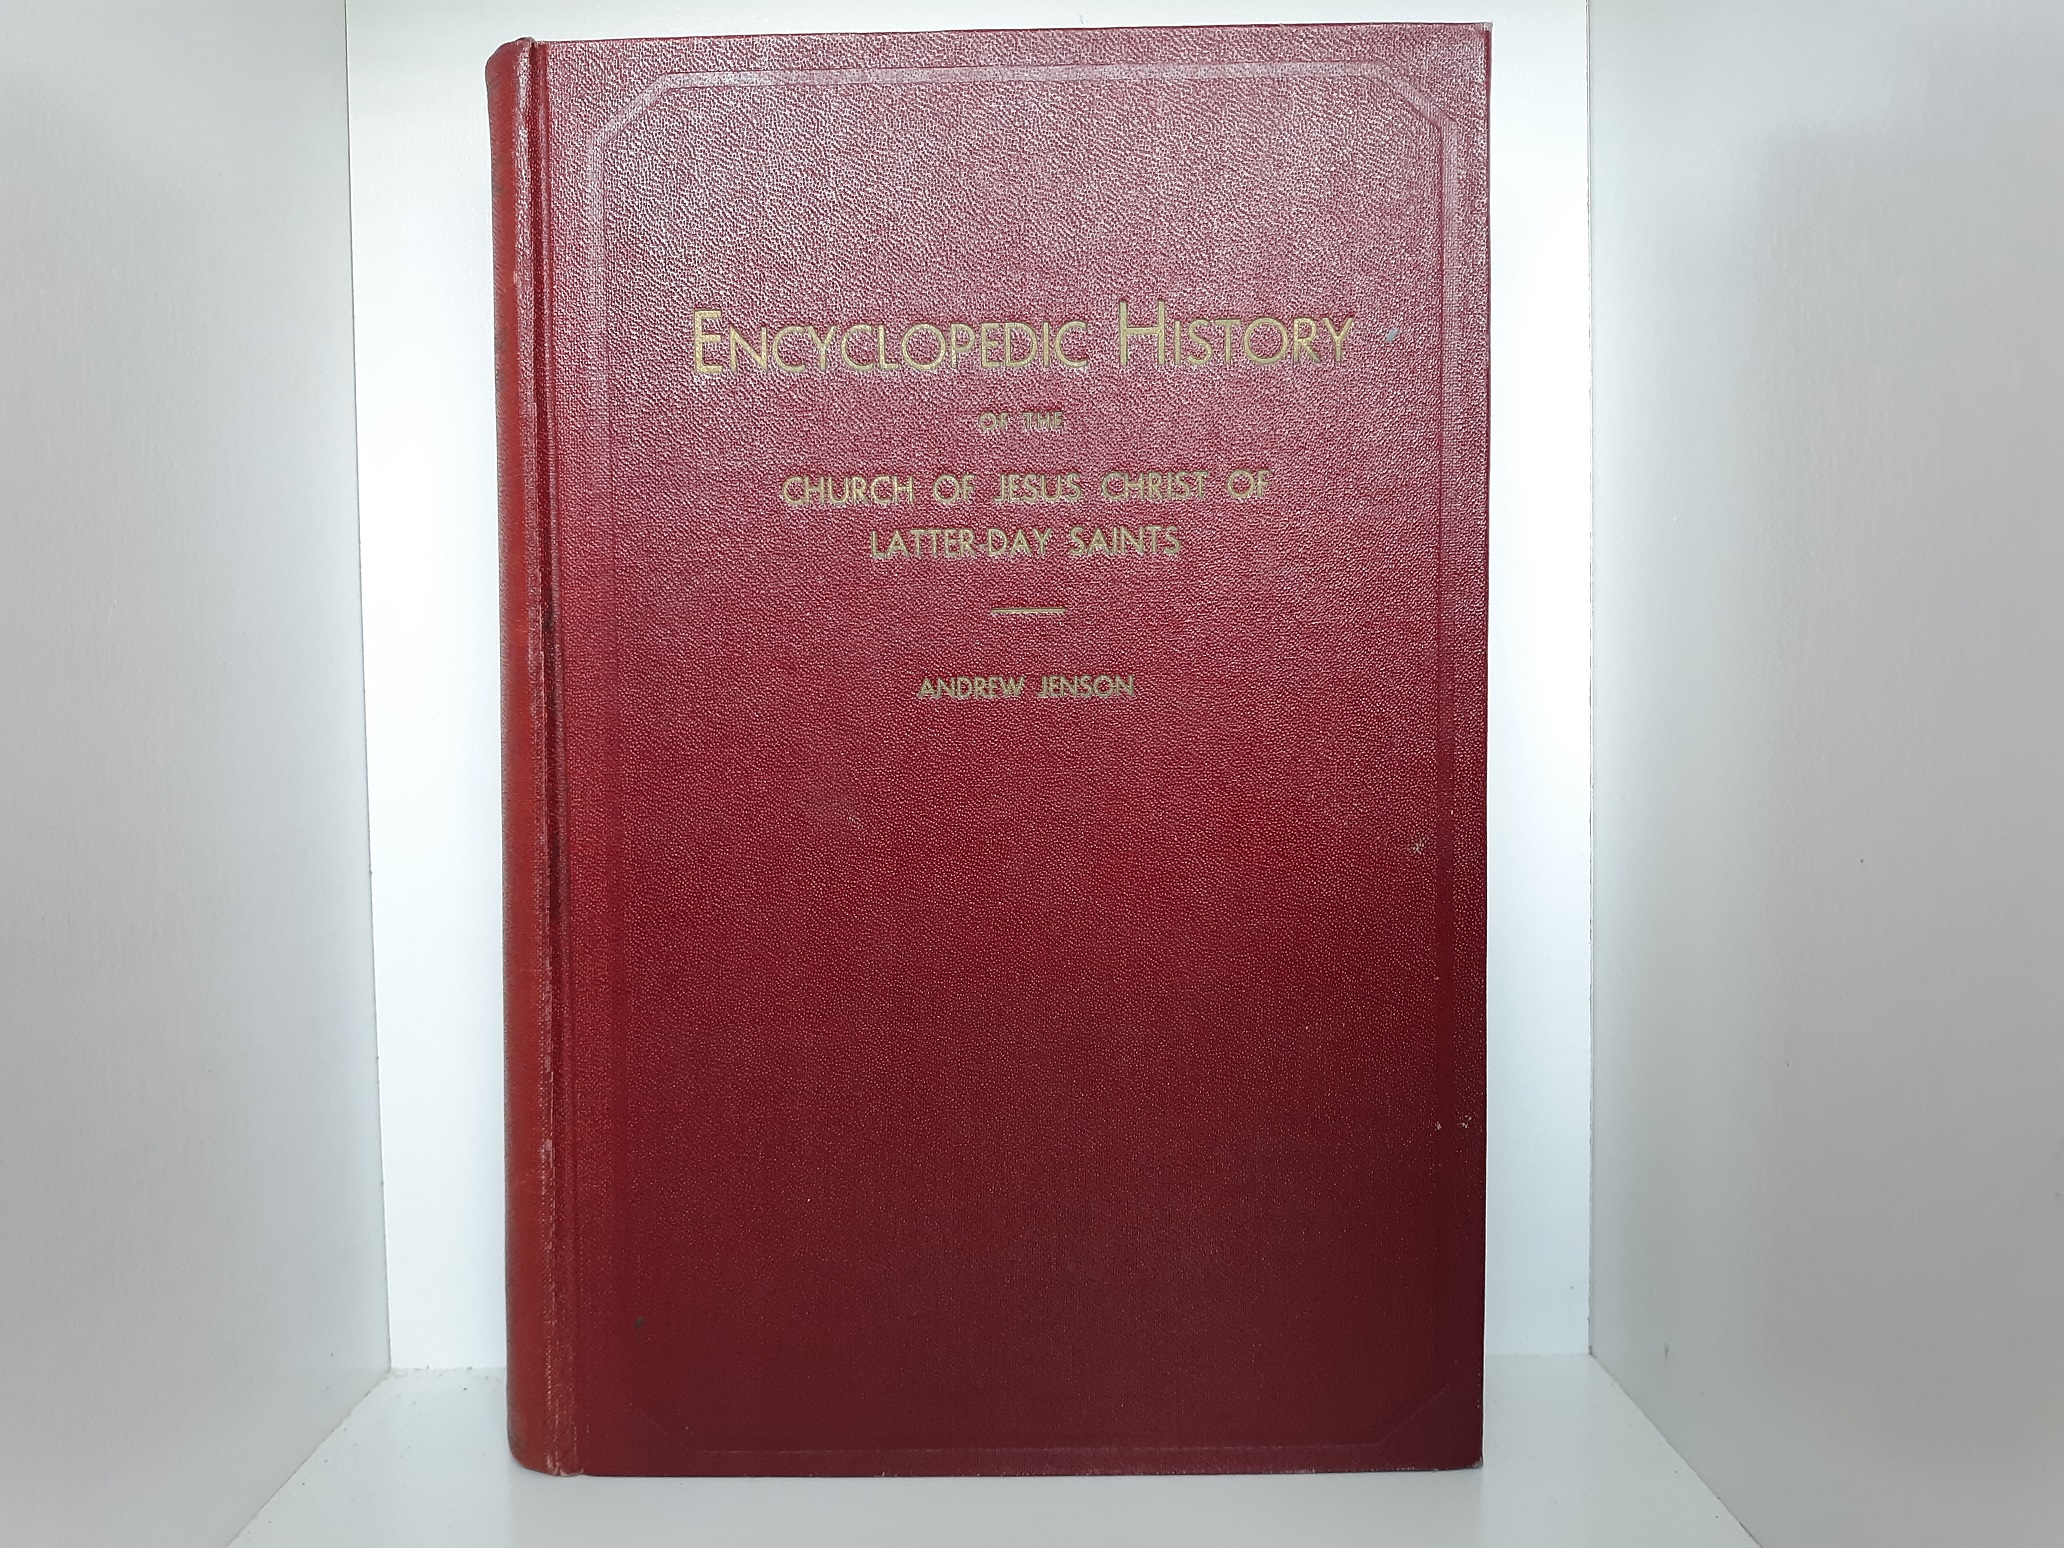 ENCYCLOPEDIC HISTORY
OF THE
CHURCH OF JESUS CHRIST OF
LATTER-DAY SAINTS
ANDREW JENSON